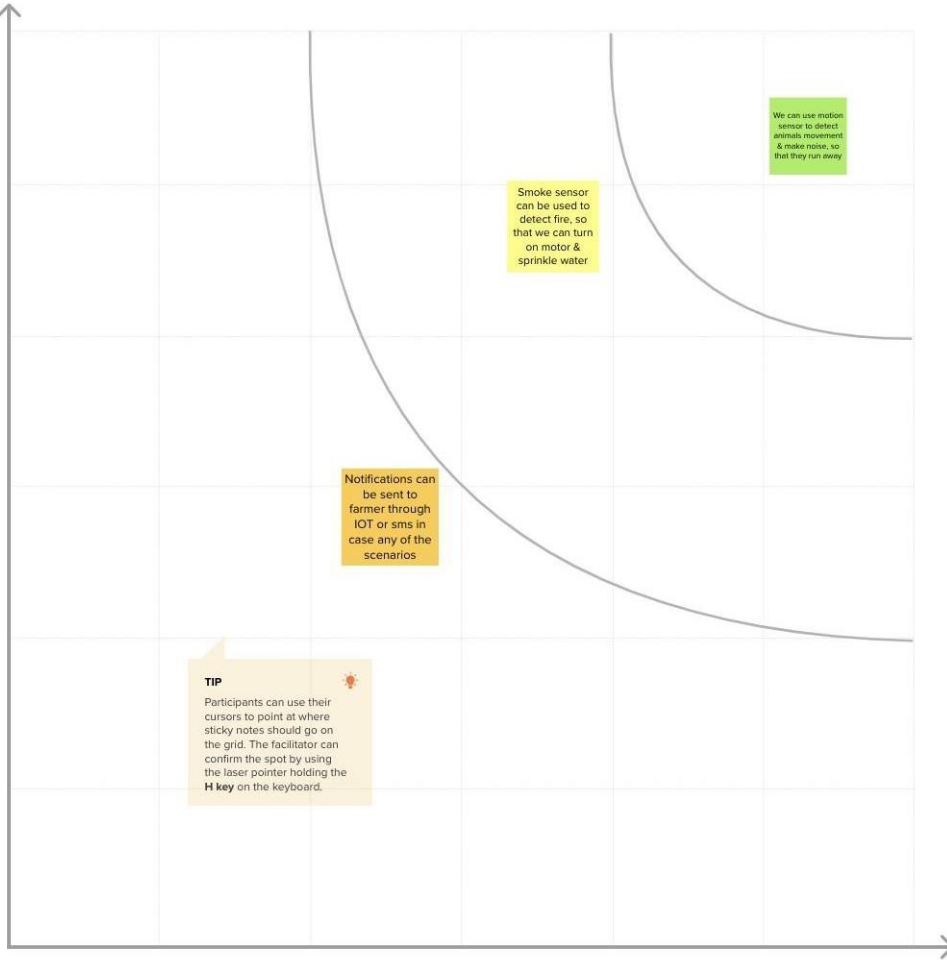 We can use motion
sensor to detect
animals movement
& make noise, so
that they run away
Smoke sensor
can be used to
detect fire, so
that we can turn
on motor &
sprinkle water
Notifications can
be sent to
farmer through
IOT or sms in
case any of the
scenarios
TIP
Participants can use their
cursors to point at where
sticky notes should go on
the grid. The facilitator can
confirm the spot by using
the laser pointer holding the
H key on the keyboard.